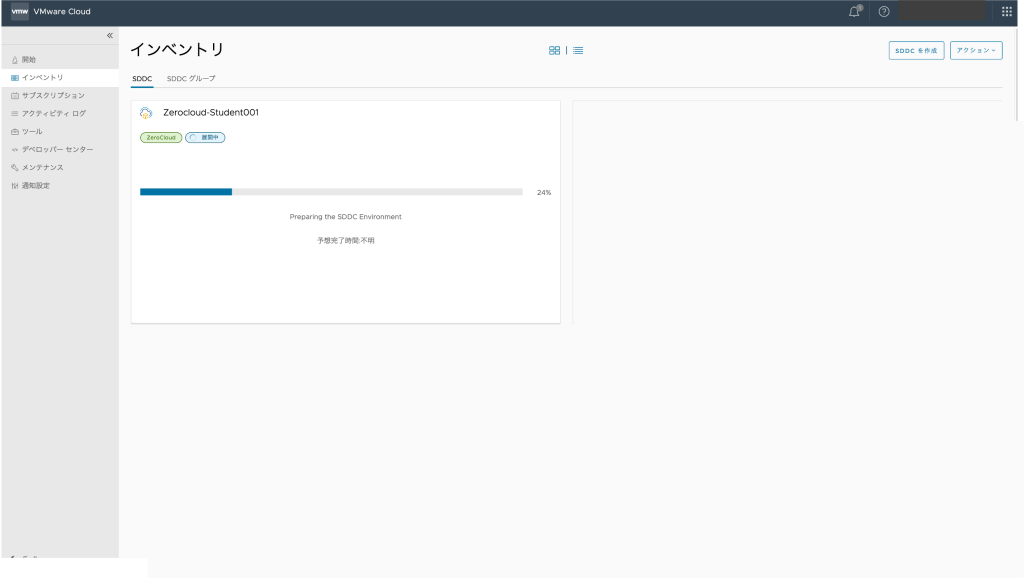 vmw VMware Cloud
開始
インベントリ
サブスクリプション
アクティビティ ログ
ツール
デベロッパー センター
メンテナンス
通知設定
インベントリ
SDDC を作成
アクション
SDDC SDDC グループ
Zerocloud-Student001
ZeroCloud 展開中
24%
Preparing the SDDC Environment
予想完了時間:不明